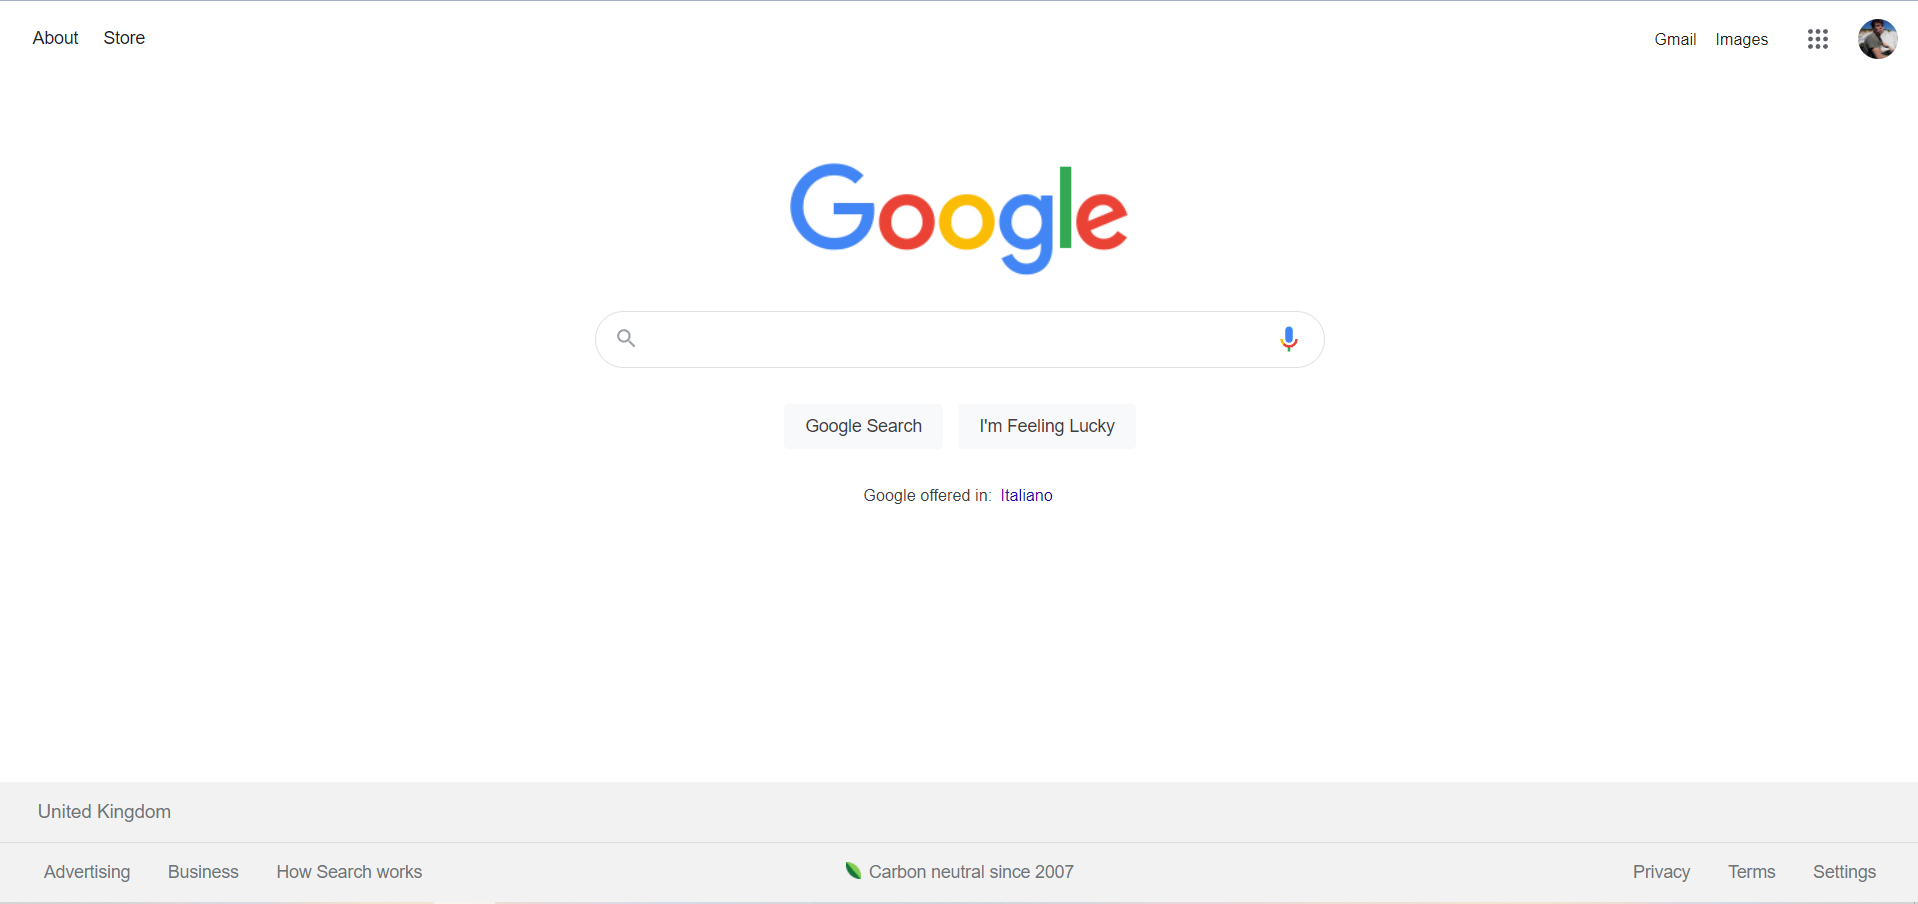 About Store Gmail Images
Google
Google Search I'm Feeling Lucky
Google offered in: Italiano
United Kingdom
Advertising Business How Search works Carbon neutral since 2007 Privacy Terms Settings